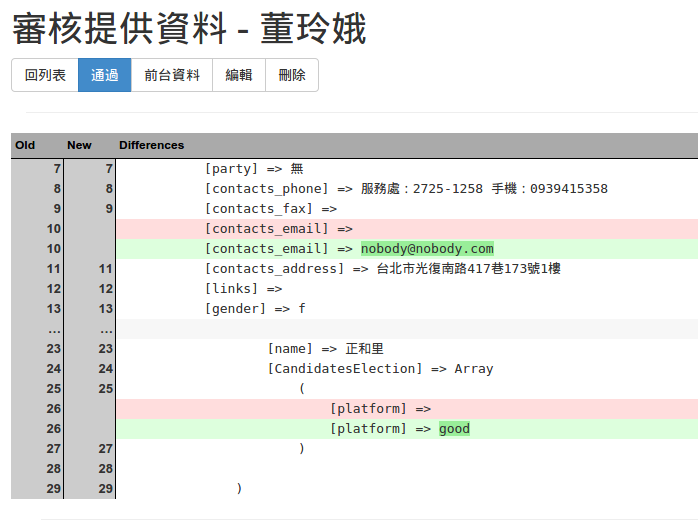 審核提供資料 - 董玲娥
回列表 通過 前台資料 編輯 刪除
Old New Differences
7 7 [party] => 無
8 8 [contacts_phone] => 服務處：2725-1258 手機：0939415358
9 9 [contacts_fax] =>
10 [contacts_email] =>
10 [contacts_email] => nobody@nobody.com
11 11 [contacts_address] => 台北市光復南路417巷173號1樓
12 12 [links] =>
13 13 [gender] => f
... ...
23 23 [name] => 正和里
24 24 [CandidatesElection] => Array
25 25 (
26 [platform] =>
26 [platform] => good
27 27 )
28 28
29 29 )